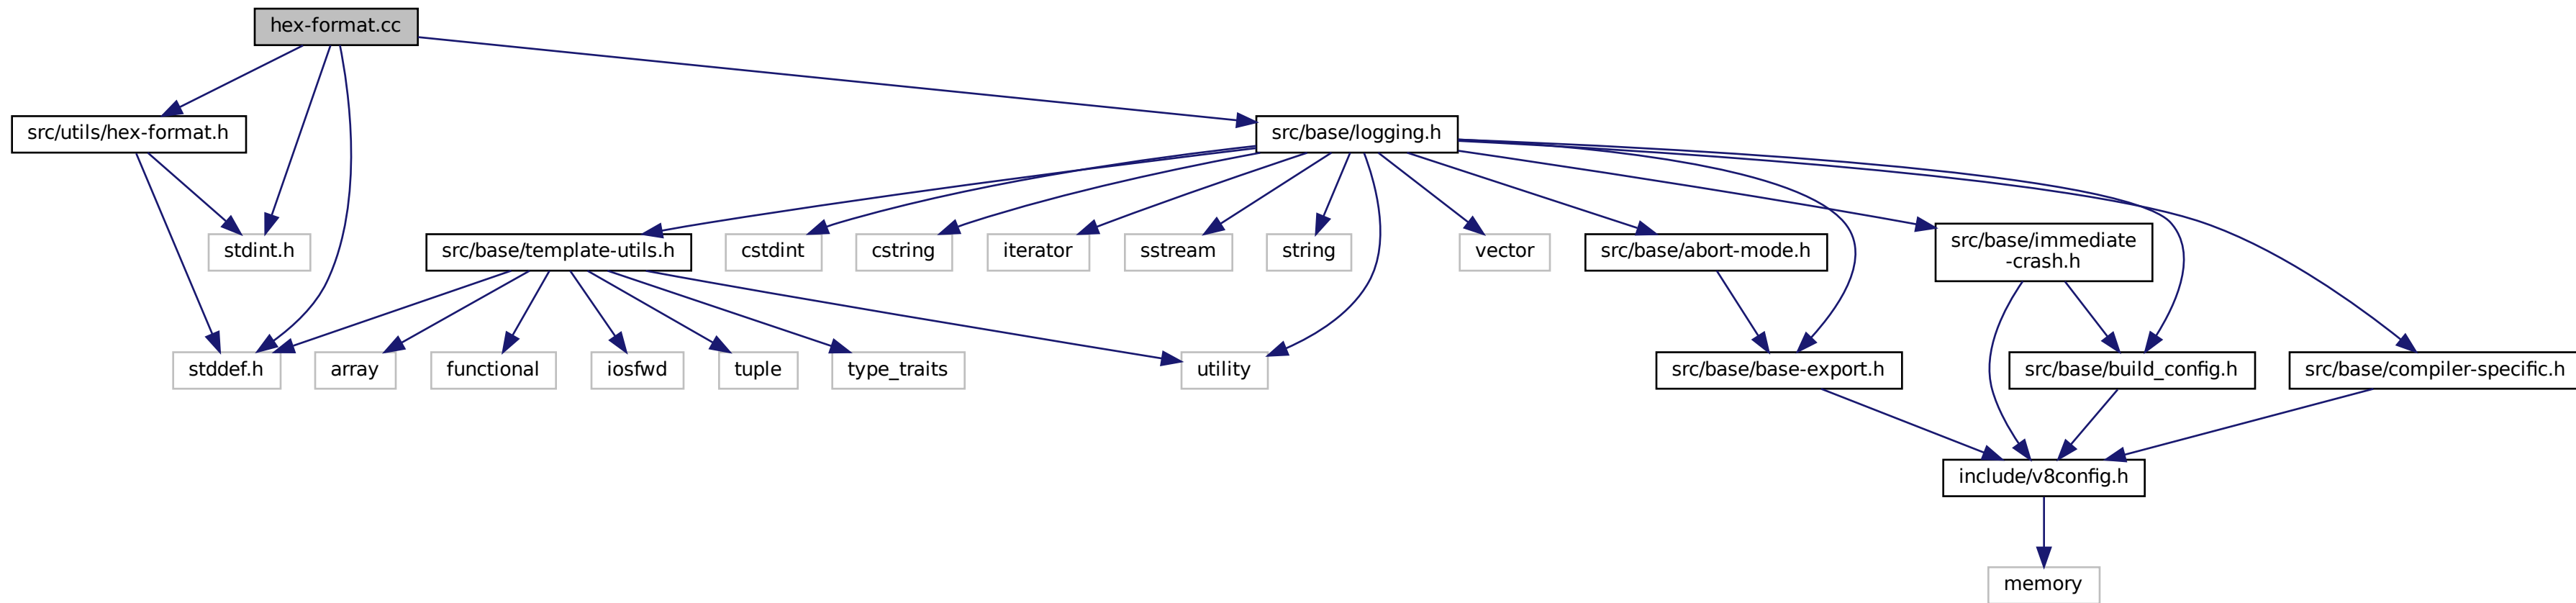 hex-format.cc
src/utils/hex-format.h
src/base/logging.h
stdint.h
src/base/template-utils.h
cstdint
cstring
iterator
sstream
string
vector
src/base/abort-mode.h
src/base/immediate
-crash.h
stddef.h
array
functional
iosfwd
tuple
type_traits
utility
src/base/base-export.h
src/base/build_config.h
src/base/compiler-specific.h
include/v8config.h
memory